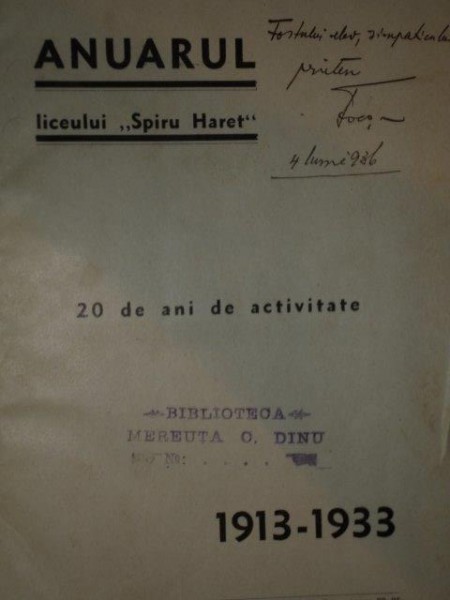 ANUARUL
liceului „Spiru Haret“
Fostului elev, simpaticului
prieten
4 Iunie 936
20 de ani de activitate
BIBLIOTECA
MEREUTA O. DINU
1913-1933